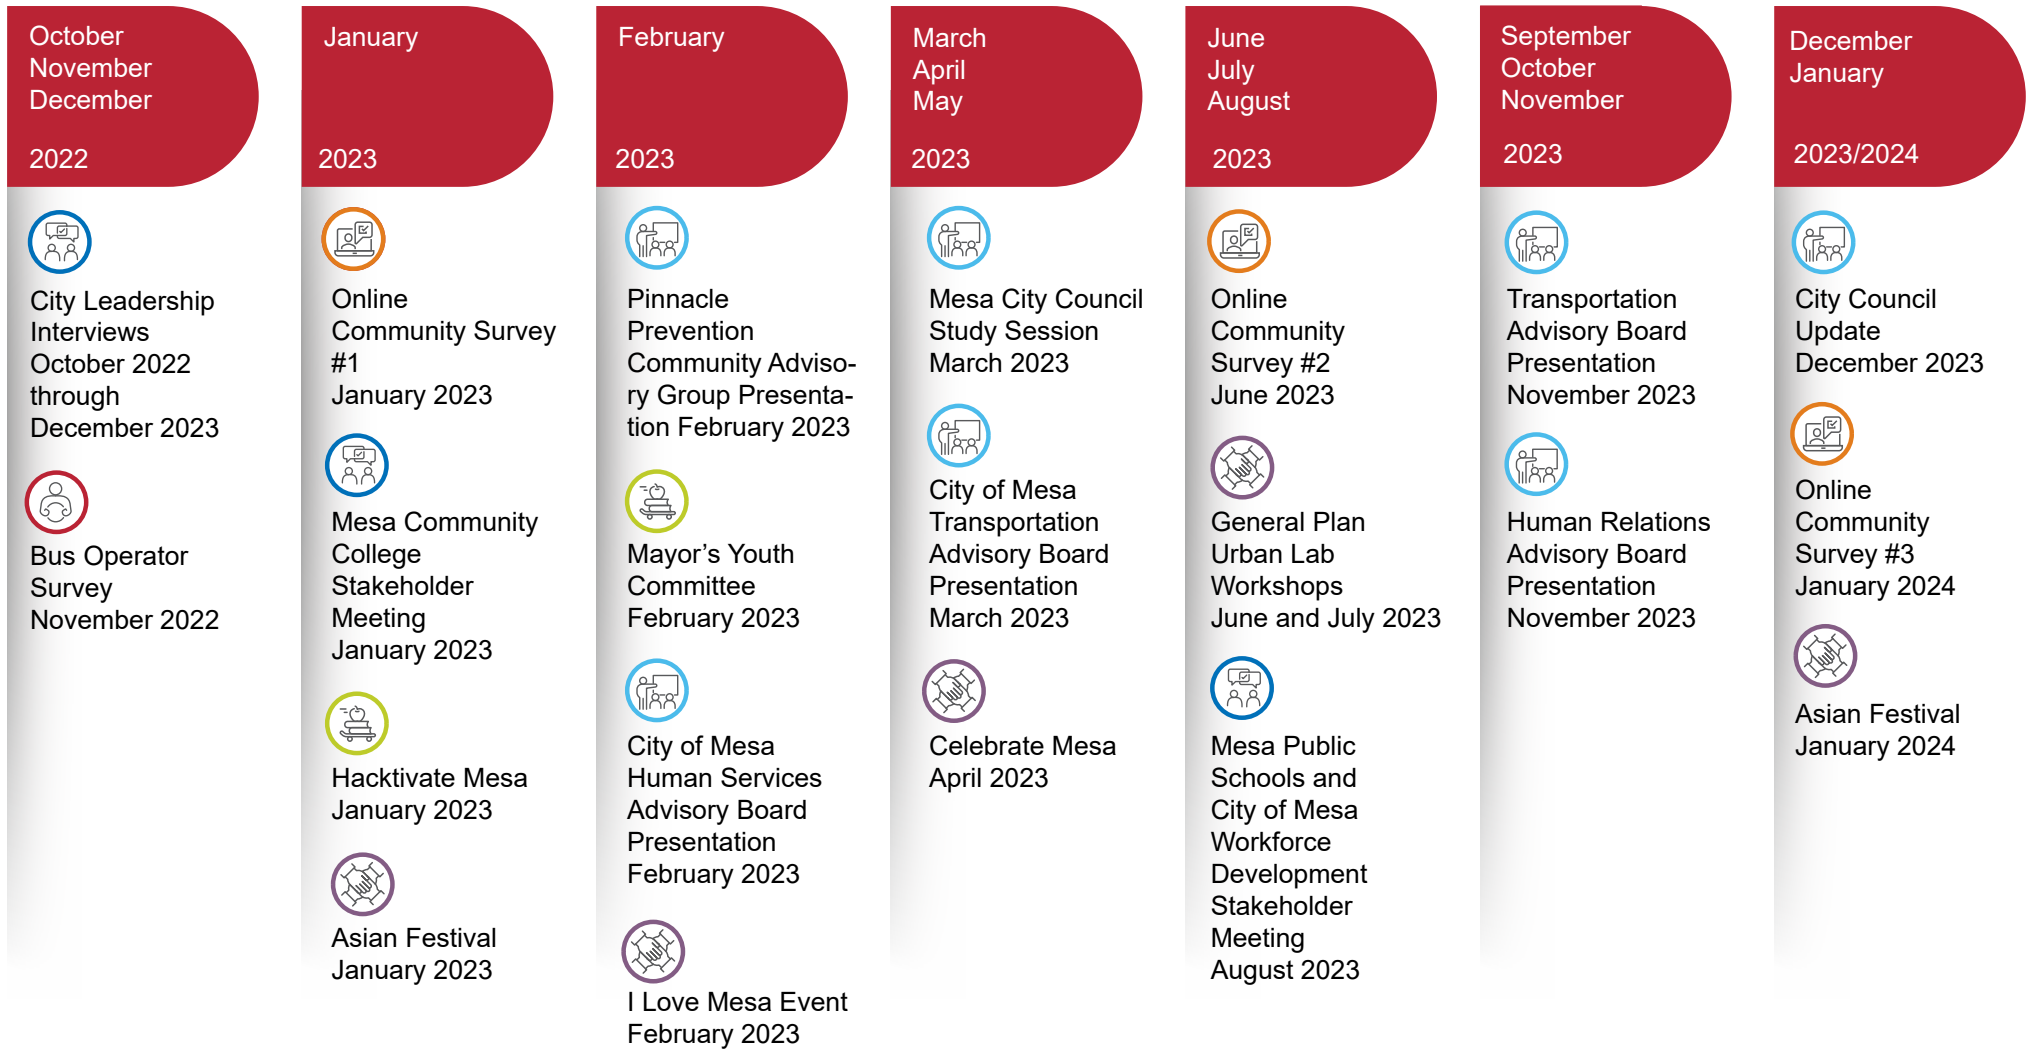 October
November
December
2022
City Leadership
Interviews
October 2022
through
December 2023
Bus Operator
Survey
November 2022
January
2023
Online
Community Survey
#1
January 2023
Mesa Community
College
Stakeholder
Meeting
January 2023
Hacktivate Mesa
January 2023
Asian Festival
January 2023
February
2023
Pinnacle
Prevention
Community Adviso-
ry Group Presenta-
tion February 2023
Mayor’s Youth
Committee
February 2023
City of Mesa
Human Services
Advisory Board
Presentation
February 2023
I Love Mesa Event
February 2023
March
April
May
2023
Mesa City Council
Study Session
March 2023
City of Mesa
Transportation
Advisory Board
Presentation
March 2023
Celebrate Mesa
April 2023
June
July
August
2023
Online
Community
Survey #2
June 2023
General Plan
Urban Lab
Workshops
June and July 2023
Mesa Public
Schools and
City of Mesa
Workforce
Development
Stakeholder
Meeting
August 2023
September
October
November
2023
Transportation
Advisory Board
Presentation
November 2023
Human Relations
Advisory Board
Presentation
November 2023
December
January
2023/2024
City Council
Update
December 2023
Online
Community
Survey #3
January 2024
Asian Festival
January 2024